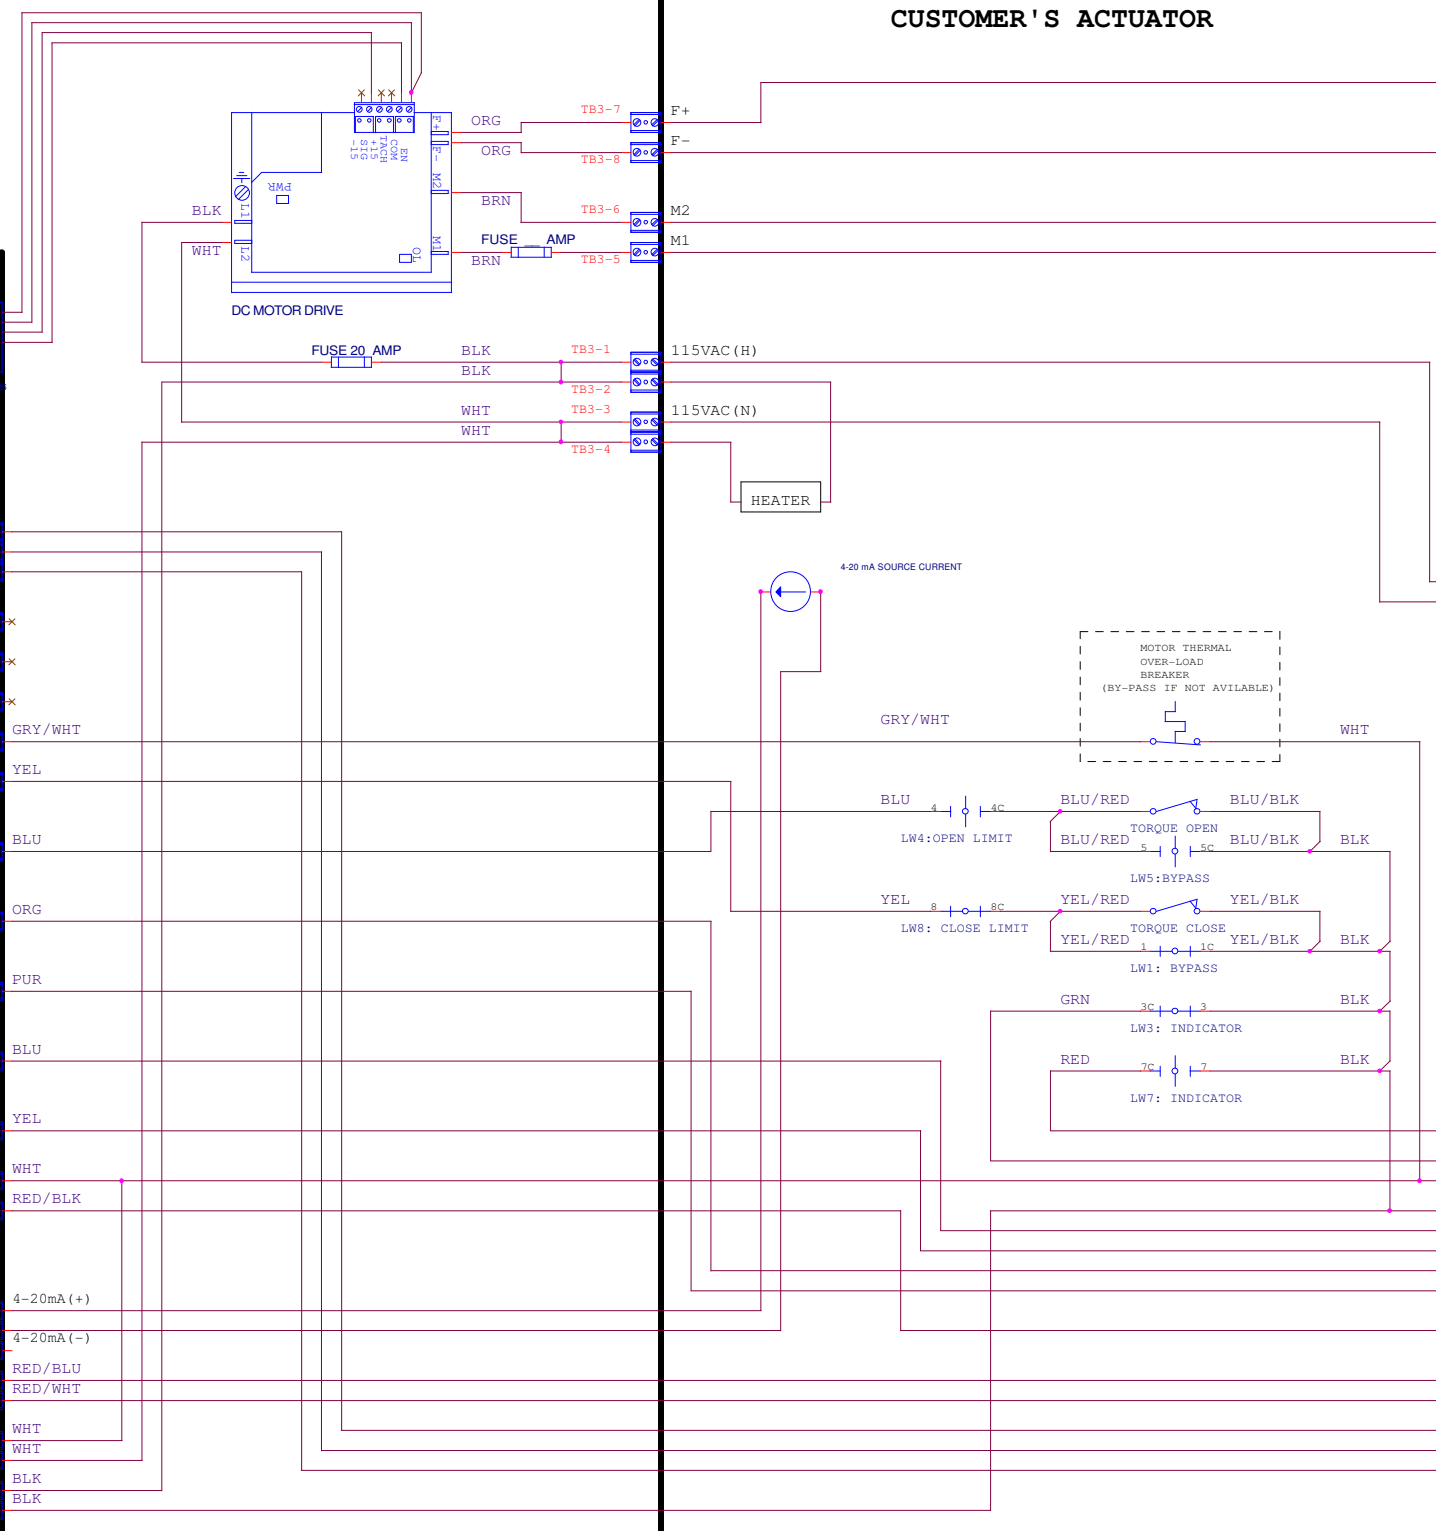 CUSTOMER'S ACTUATOR
TB3-7
F+
ORG
F-
ORG
TB3-8
-15
SIG
+15
TACH
COM
EN
F+
F-
M2
M1
PWR
L1
L2
OL
BRN
TB3-6
M2
BLK
WHT
FUSE __ AMP
M1
BRN
TB3-5
DC MOTOR DRIVE
FUSE 20 AMP
BLK
TB3-1
115VAC(H)
BLK
TB3-2
WHT
TB3-3
115VAC(N)
WHT
TB3-4
HEATER
4-20 mA SOURCE CURRENT
MOTOR THERMAL
OVER-LOAD
BREAKER
(BY-PASS IF NOT AVILABLE)
GRY/WHT
GRY/WHT
WHT
YEL
BLU
4
4C
BLU/RED
BLU/BLK
LW4:OPEN LIMIT
TORQUE OPEN
BLU
BLU/RED
5
5C
BLU/BLK
BLK
LW5:BYPASS
YEL
8
8C
YEL/RED
YEL/BLK
ORG
LW8: CLOSE LIMIT
TORQUE CLOSE
YEL/RED
1
1C
YEL/BLK
BLK
LW1: BYPASS
PUR
GRN
3C
3
BLK
LW3: INDICATOR
BLU
RED
7C
7
BLK
LW7: INDICATOR
YEL
WHT
RED/BLK
4-20mA(+)
4-20mA(-)
RED/BLU
RED/WHT
WHT
WHT
BLK
BLK